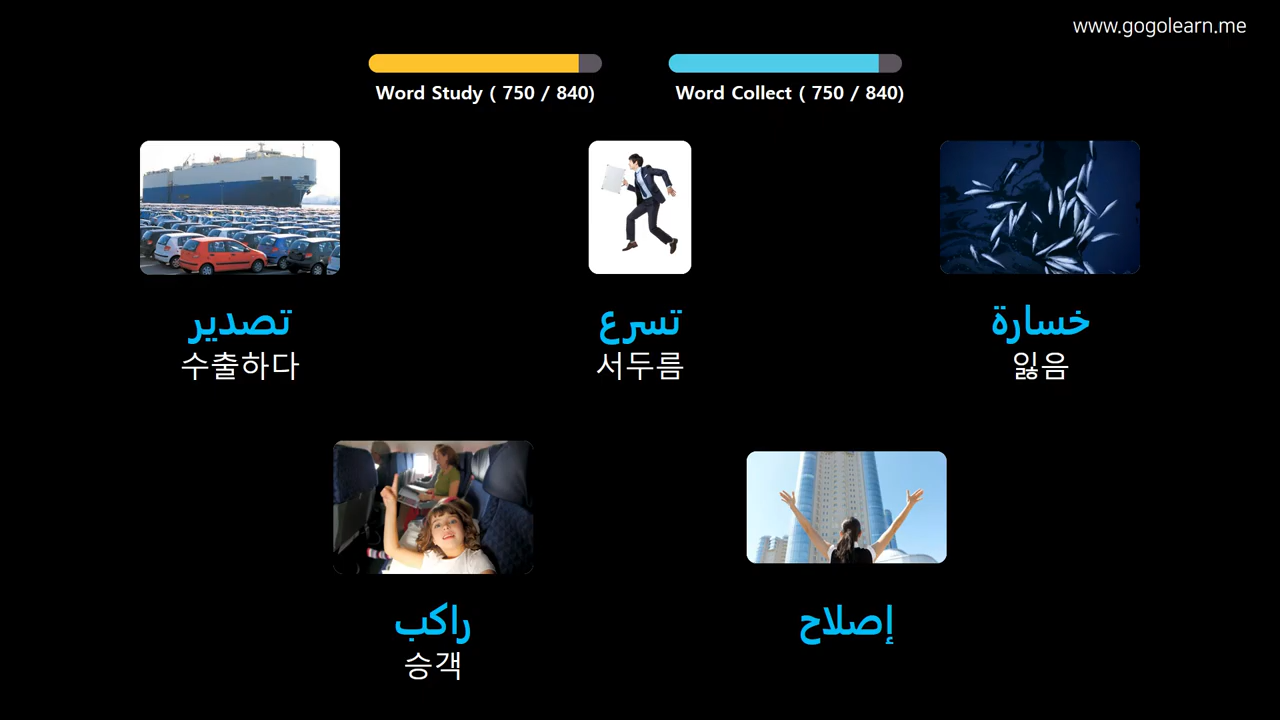 www.gogolearn.me
Word Study ( 750 / 840)
Word Collect ( 750 / 840)
تصدير
수출하다
تسرع
서두름
خسارة
잃음
راكب
승객
إصلاح